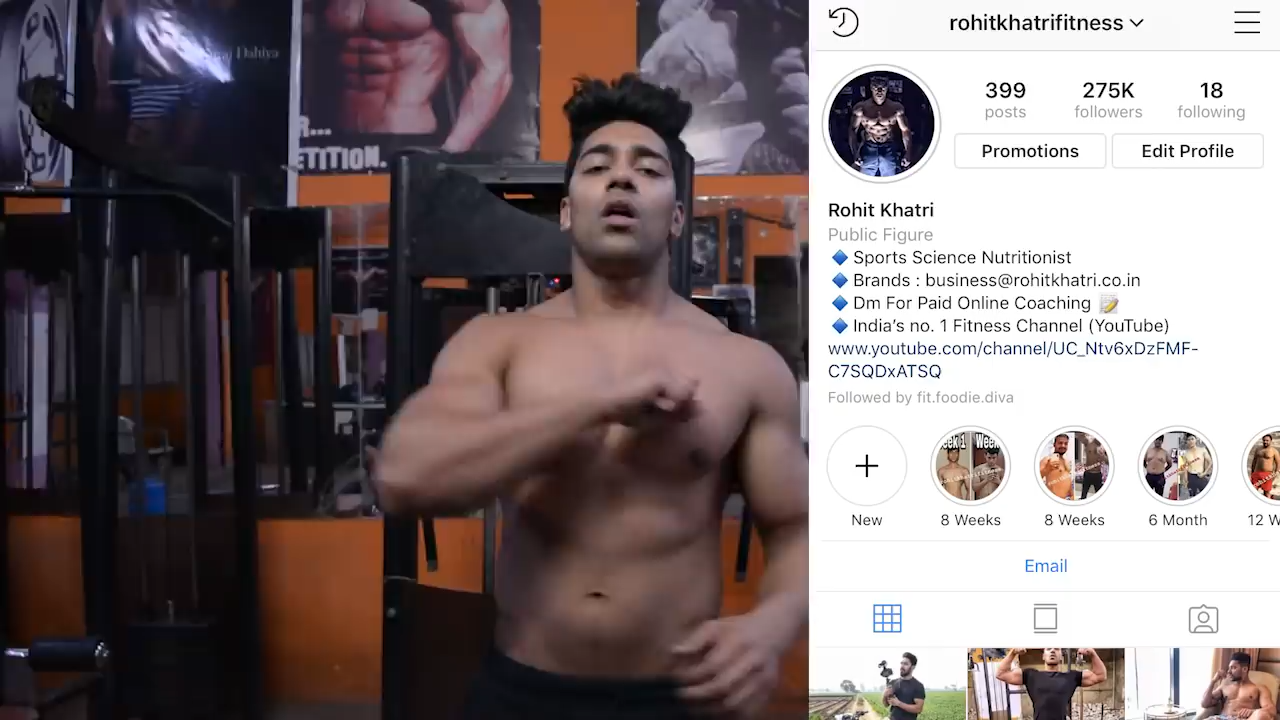 Dahiya
R...
ETITION.
rohitkhatrifitness
399
275K
18
posts
followers
following
Promotions
Edit Profile
Rohit Khatri
Public Figure
🔷 Sports Science Nutritionist
🔷 Brands : business@rohitkhatri.co.in
🔷 Dm For Paid Online Coaching 📝
🔷 India’s no. 1 Fitness Channel (YouTube)
www.youtube.com/channel/UC_Ntv6xDzFMF-
C7SQDxATSQ
Followed by fit.foodie.diva
New
8 Weeks
8 Weeks
6 Month
12 W
Email